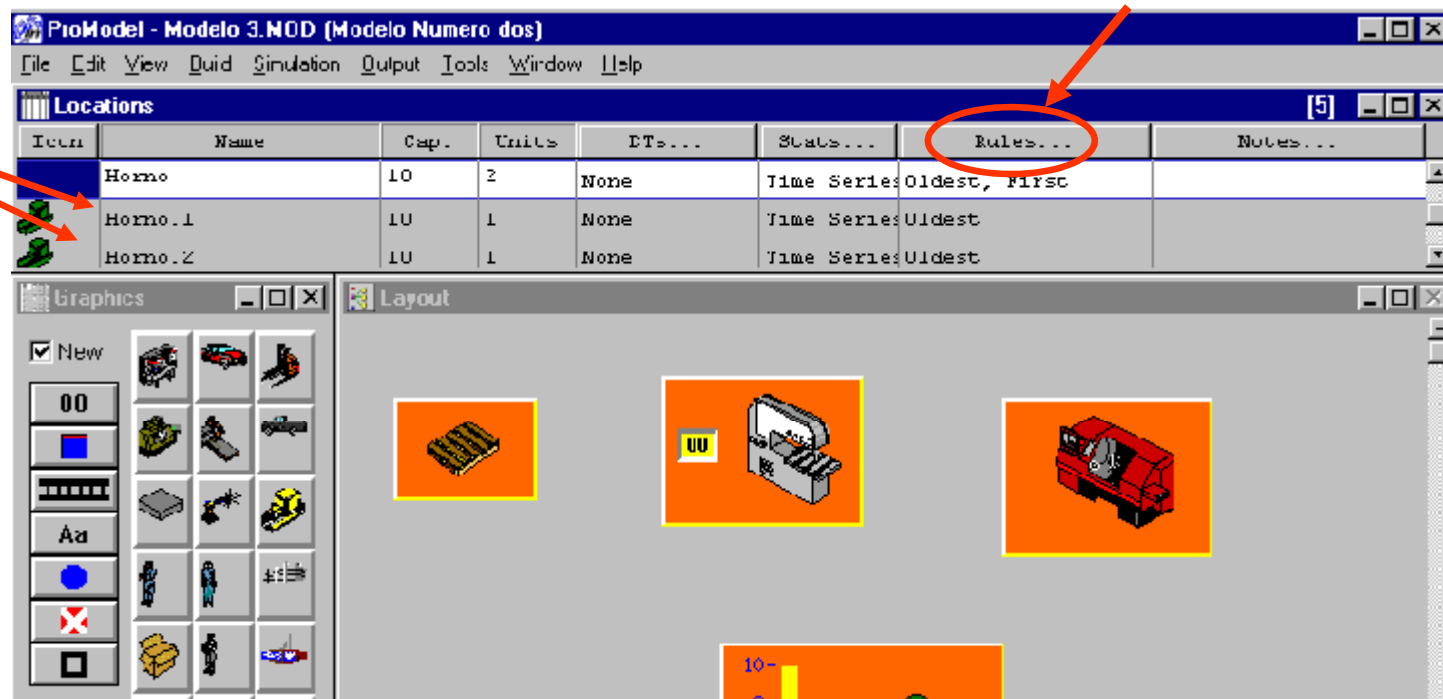 ProModel - Modelo 3.MOD (Modelo Numero dos)
File Edit View Build Simulation Output Tools Window Help
Locations [5]
Icon Name Cap. Units DTs... Stats... Rules... Notes...
Horno 10 2 None Time Series Oldest, First
Horno.1 10 1 None Time Series Oldest
Horno.2 10 1 None Time Series Oldest
Graphics Layout
New
00
00
Aa
10-